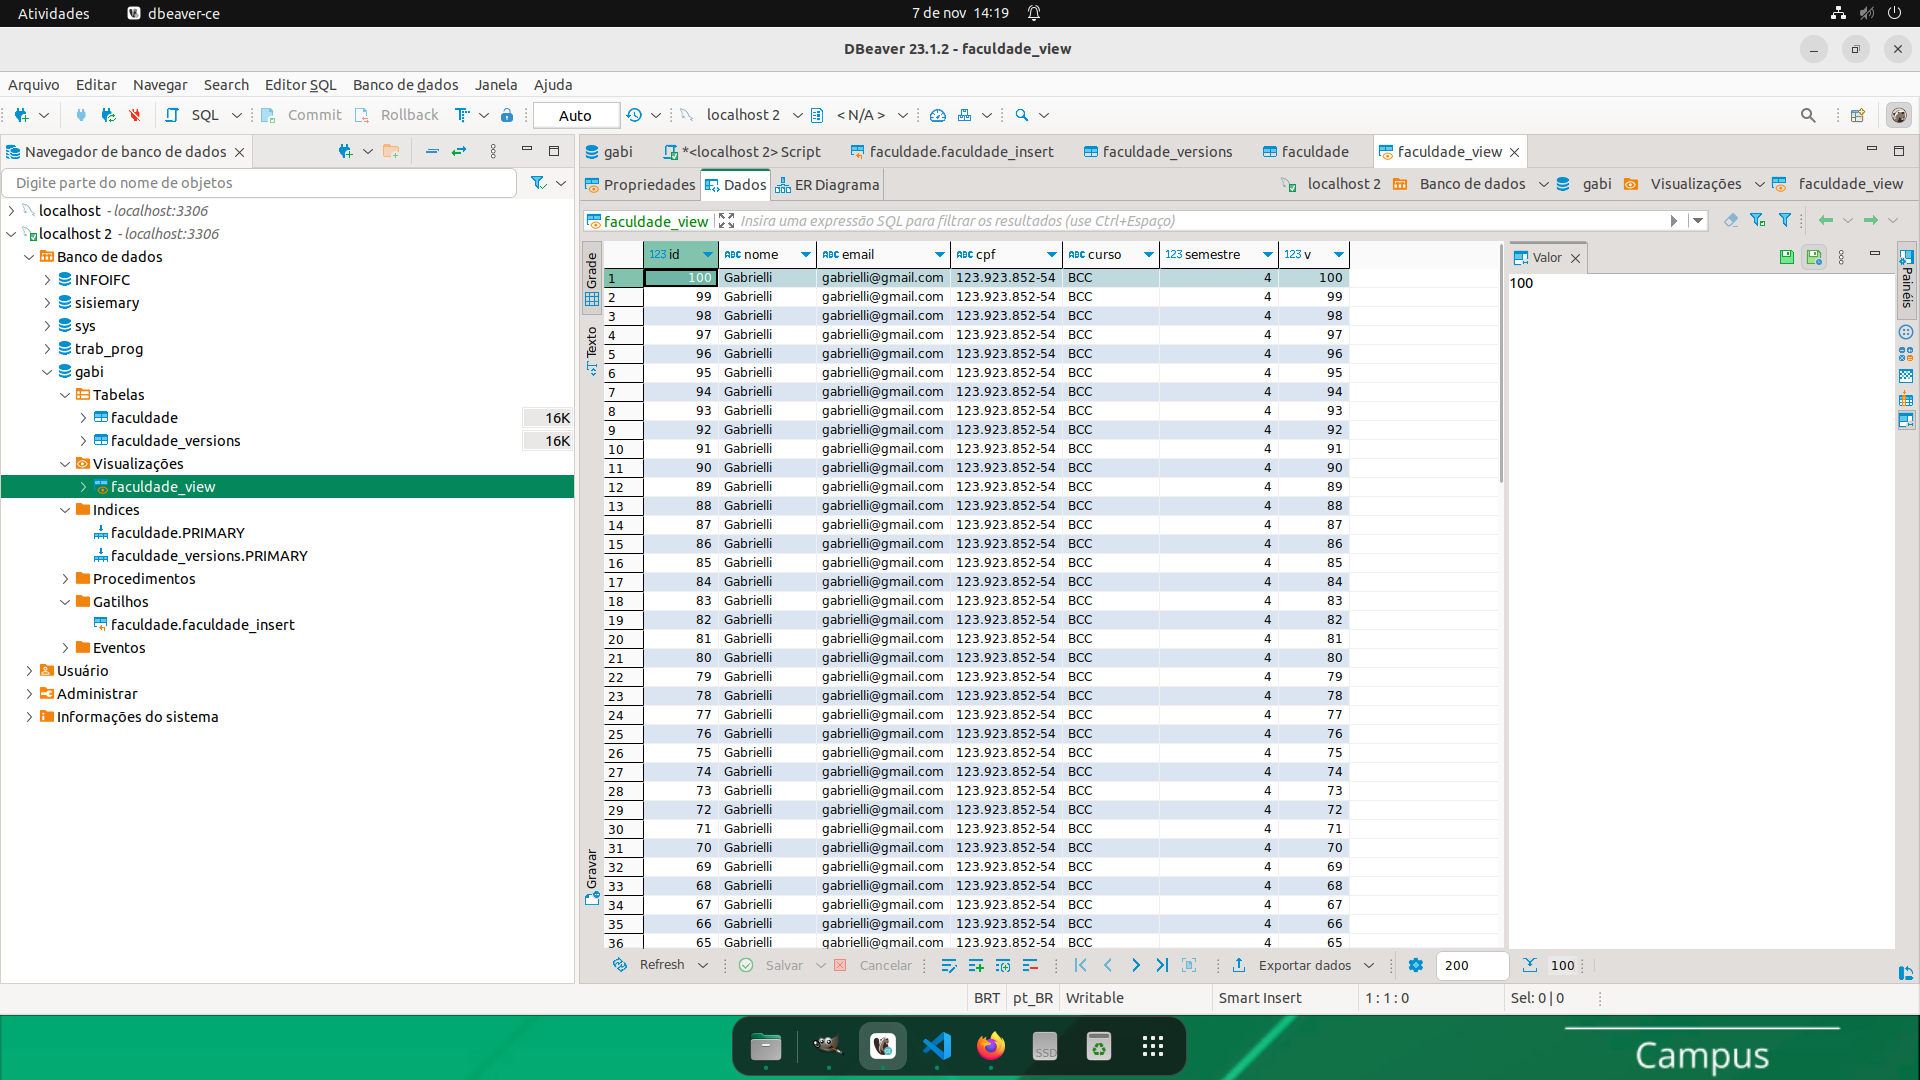 Atividades dbeaver-ce 7 de nov 14:19
DBeaver 23.1.2 - faculdade_view
Arquivo Editar Navegar Search Editor SQL Banco de dados Janela Ajuda
SQL Commit Rollback Auto localhost 2 < N/A >
Navegador de banco de dados
Digite parte do nome de objetos
localhost - localhost:3306
localhost 2 - localhost:3306
Banco de dados
INFOIFC
sisiemary
sys
trab_prog
gabi
Tabelas
faculdade 16K
faculdade_versions 16K
Visualizações
faculdade_view
Indices
faculdade.PRIMARY
faculdade_versions.PRIMARY
Procedimentos
Gatilhos
faculdade.faculdade_insert
Eventos
Usuário
Administrar
Informações do sistema
gabi *<localhost 2> Script faculdade.faculdade_insert faculdade_versions faculdade faculdade_view
Propriedades Dados ER Diagrama localhost 2 Banco de dados gabi Visualizações faculdade_view
faculdade_view Insira uma expressão SQL para filtrar os resultados (use Ctrl+Espaço)
Grade
Texto
Gravar
123 id ABC nome ABC email ABC cpf ABC curso 123 semestre 123 v
1 100 Gabrielli gabrielli@gmail.com 123.923.852-54 BCC 4 100
2 99 Gabrielli gabrielli@gmail.com 123.923.852-54 BCC 4 99
3 98 Gabrielli gabrielli@gmail.com 123.923.852-54 BCC 4 98
4 97 Gabrielli gabrielli@gmail.com 123.923.852-54 BCC 4 97
5 96 Gabrielli gabrielli@gmail.com 123.923.852-54 BCC 4 96
6 95 Gabrielli gabrielli@gmail.com 123.923.852-54 BCC 4 95
7 94 Gabrielli gabrielli@gmail.com 123.923.852-54 BCC 4 94
8 93 Gabrielli gabrielli@gmail.com 123.923.852-54 BCC 4 93
9 92 Gabrielli gabrielli@gmail.com 123.923.852-54 BCC 4 92
10 91 Gabrielli gabrielli@gmail.com 123.923.852-54 BCC 4 91
11 90 Gabrielli gabrielli@gmail.com 123.923.852-54 BCC 4 90
12 89 Gabrielli gabrielli@gmail.com 123.923.852-54 BCC 4 89
13 88 Gabrielli gabrielli@gmail.com 123.923.852-54 BCC 4 88
14 87 Gabrielli gabrielli@gmail.com 123.923.852-54 BCC 4 87
15 86 Gabrielli gabrielli@gmail.com 123.923.852-54 BCC 4 86
16 85 Gabrielli gabrielli@gmail.com 123.923.852-54 BCC 4 85
17 84 Gabrielli gabrielli@gmail.com 123.923.852-54 BCC 4 84
18 83 Gabrielli gabrielli@gmail.com 123.923.852-54 BCC 4 83
19 82 Gabrielli gabrielli@gmail.com 123.923.852-54 BCC 4 82
20 81 Gabrielli gabrielli@gmail.com 123.923.852-54 BCC 4 81
21 80 Gabrielli gabrielli@gmail.com 123.923.852-54 BCC 4 80
22 79 Gabrielli gabrielli@gmail.com 123.923.852-54 BCC 4 79
23 78 Gabrielli gabrielli@gmail.com 123.923.852-54 BCC 4 78
24 77 Gabrielli gabrielli@gmail.com 123.923.852-54 BCC 4 77
25 76 Gabrielli gabrielli@gmail.com 123.923.852-54 BCC 4 76
26 75 Gabrielli gabrielli@gmail.com 123.923.852-54 BCC 4 75
27 74 Gabrielli gabrielli@gmail.com 123.923.852-54 BCC 4 74
28 73 Gabrielli gabrielli@gmail.com 123.923.852-54 BCC 4 73
29 72 Gabrielli gabrielli@gmail.com 123.923.852-54 BCC 4 72
30 71 Gabrielli gabrielli@gmail.com 123.923.852-54 BCC 4 71
31 70 Gabrielli gabrielli@gmail.com 123.923.852-54 BCC 4 70
32 69 Gabrielli gabrielli@gmail.com 123.923.852-54 BCC 4 69
33 68 Gabrielli gabrielli@gmail.com 123.923.852-54 BCC 4 68
34 67 Gabrielli gabrielli@gmail.com 123.923.852-54 BCC 4 67
35 66 Gabrielli gabrielli@gmail.com 123.923.852-54 BCC 4 66
36 65 Gabrielli gabrielli@gmail.com 123.923.852-54 BCC 4 65
Valor
100
Painéis
Refresh Salvar Cancelar Exportar dados 200 100
BRT pt_BR Writable Smart Insert 1 : 1 : 0 Sel: 0 | 0
SSD
Campus